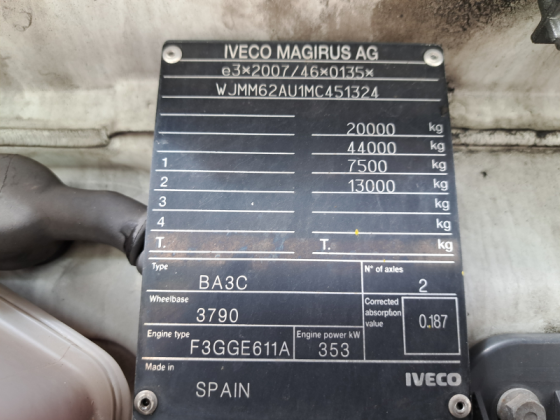 IVECO MAGIRUS AG
e3*2007/46*0135*
WJMM62AU1MC451324
20000 kg
44000 kg
1 7500 kg
2 13000 kg
3 kg
4 kg
T. T. kg
Type BA3C
N° of axles 2
Wheelbase 3790
Corrected absorption value 0.187
Engine type F3GGE611A
Engine power kW 353
Made in SPAIN
IVECO